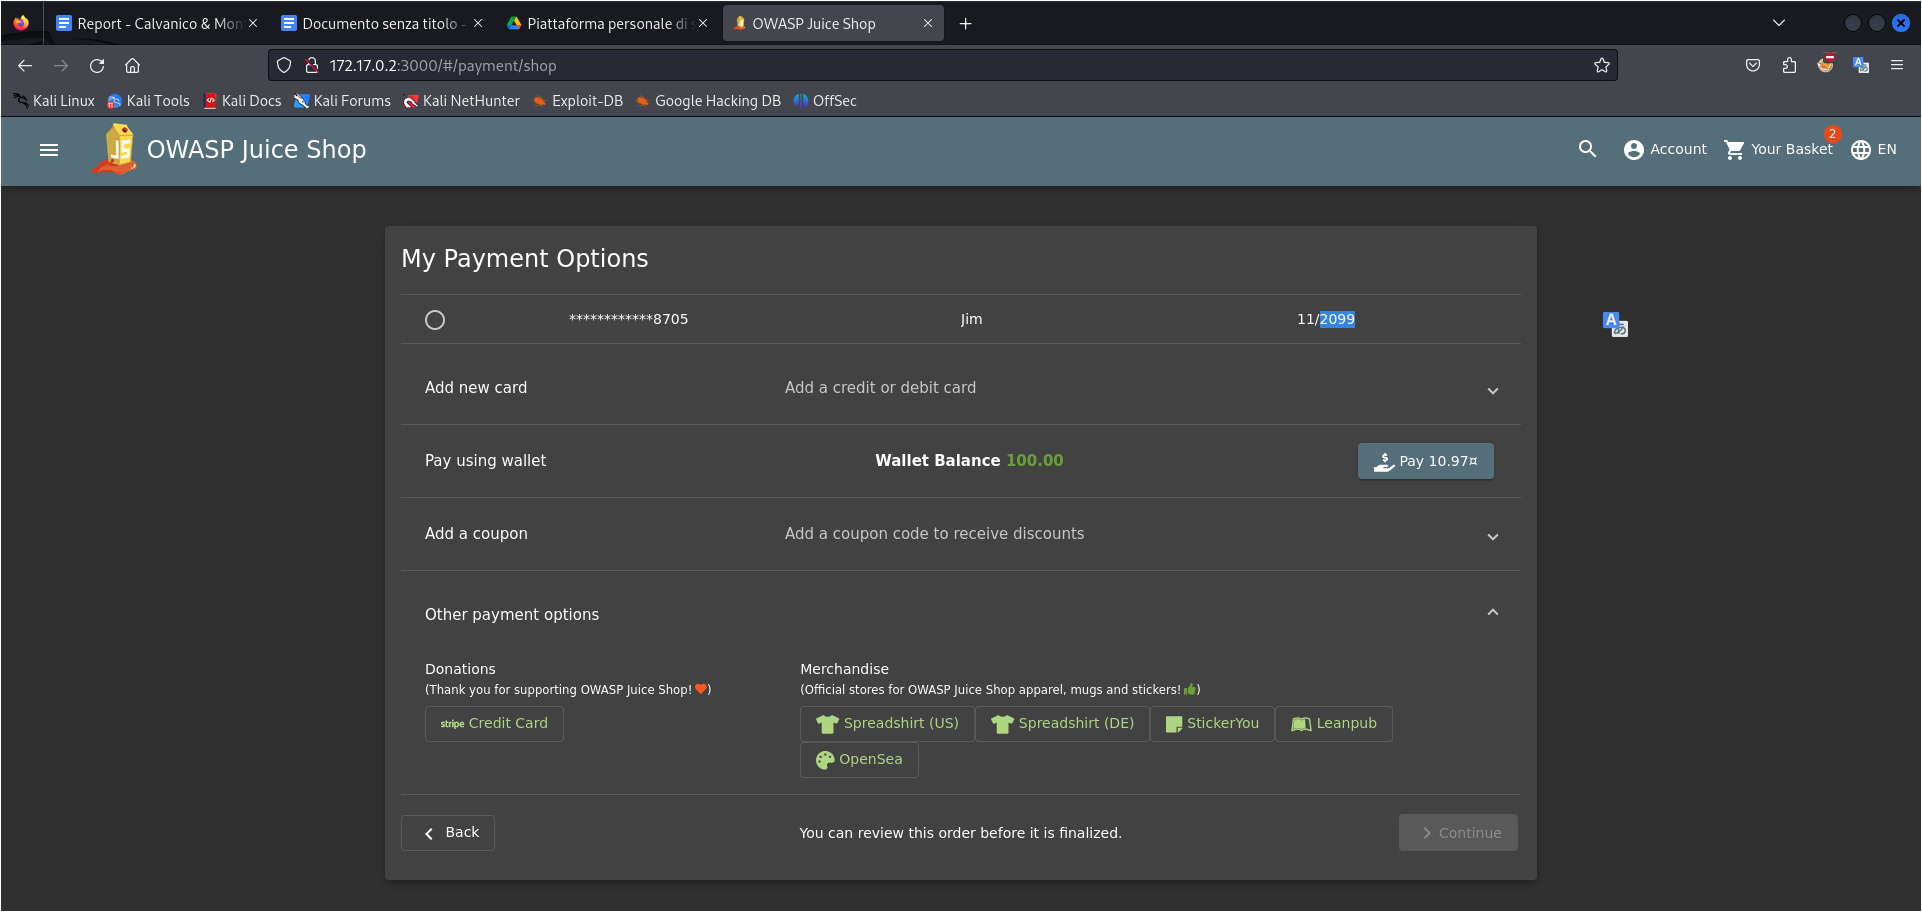 Report - Calvanico & Mon
Documento senza titolo -
Piattaforma personale di s
OWASP Juice Shop
172.17.0.2:3000/#/payment/shop
Kali Linux Kali Tools Kali Docs Kali Forums Kali NetHunter Exploit-DB Google Hacking DB OffSec
JS OWASP Juice Shop
Account Your Basket 2 EN
My Payment Options
************8705 Jim 11/2099
Add new card Add a credit or debit card
Pay using wallet Wallet Balance 100.00 Pay 10.97¤
Add a coupon Add a coupon code to receive discounts
Other payment options
Donations
(Thank you for supporting OWASP Juice Shop! ❤)
stripe Credit Card
Merchandise
(Official stores for OWASP Juice Shop apparel, mugs and stickers! 👍)
Spreadshirt (US) Spreadshirt (DE) StickerYou Leanpub
OpenSea
Back You can review this order before it is finalized. Continue